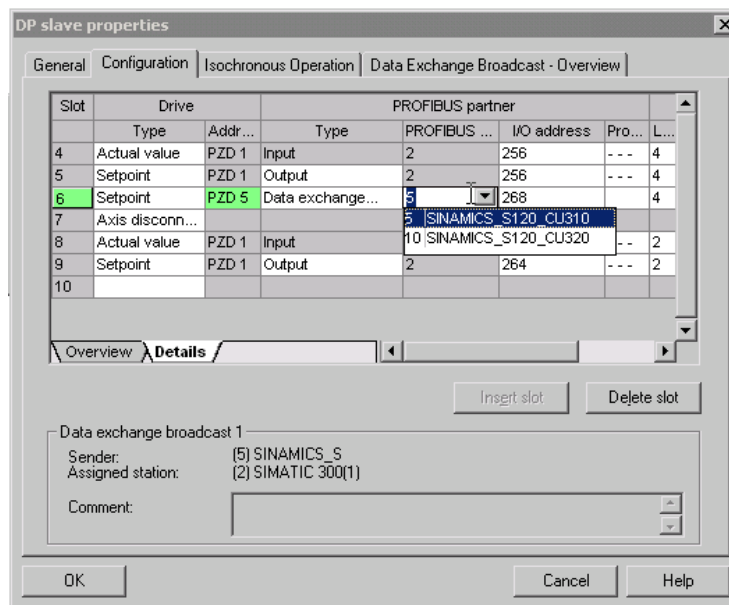 DP slave properties
General Configuration Isochronous Operation Data Exchange Broadcast - Overview
Slot Drive PROFIBUS partner
Type Addr... Type PROFIBUS ... I/O address Pro... L...
4 Actual value PZD 1 Input 2 256 - - - 4
5 Setpoint PZD 1 Output 2 256 - - - 4
6 Setpoint PZD 5 Data exchange... 5 268 4
7 Axis disconn... 5 SINAMICS_S120_CU310
8 Actual value PZD 1 Input 10 SINAMICS_S120_CU320 - - - 2
9 Setpoint PZD 1 Output 2 264 - - - 2
10
Overview Details
Insert slot Delete slot
Data exchange broadcast 1
Sender: (5) SINAMICS_S
Assigned station: (2) SIMATIC 300(1)
Comment:
OK Cancel Help